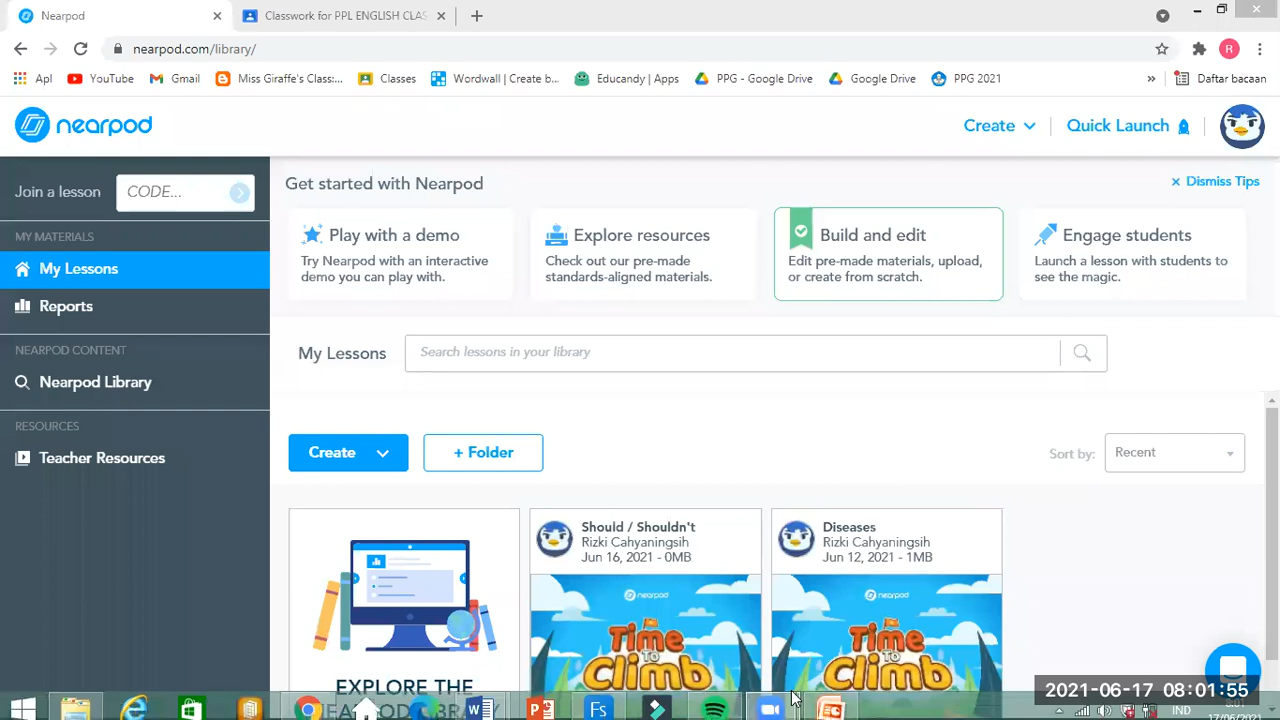 Nearpod
Classwork for PPL ENGLISH CLAS
nearpod.com/library/
R
Apl
YouTube
Gmail
Miss Giraffe's Class:...
Classes
Wordwall | Create b...
Educandy | Apps
PPG - Google Drive
Google Drive
PPG 2021
»
Daftar bacaan
nearpod
Create
Quick Launch
Join a lesson
CODE...
MY MATERIALS
My Lessons
Reports
NEARPOD CONTENT
Nearpod Library
RESOURCES
Teacher Resources
Get started with Nearpod
× Dismiss Tips
Play with a demo
Try Nearpod with an interactive
demo you can play with.
Explore resources
Check out our pre-made
standards-aligned materials.
Build and edit
Edit pre-made materials, upload,
or create from scratch.
Engage students
Launch a lesson with students to
see the magic.
My Lessons
Search lessons in your library
Create
+ Folder
Sort by:
Recent
EXPLORE THE
NEARPOD LIBRARY
Should / Shouldn't
Rizki Cahyaningsih
Jun 16, 2021 - 0MB
nearpod
TIME
TO
CLIMB
Diseases
Rizki Cahyaningsih
Jun 12, 2021 - 1MB
nearpod
TIME
TO
CLIMB
2021-06-17 08:01:55
IND
8:01
17/06/2021